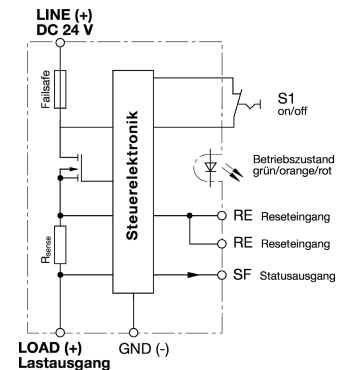 LINE (+)
DC 24 V
Failsafe
Steuerelektronik
S1
on/off
Betriebszustand
grün/orange/rot
RE Reseteingang
Rsense
RE Reseteingang
SF Statusausgang
LOAD (+)
Lastausgang
GND (-)